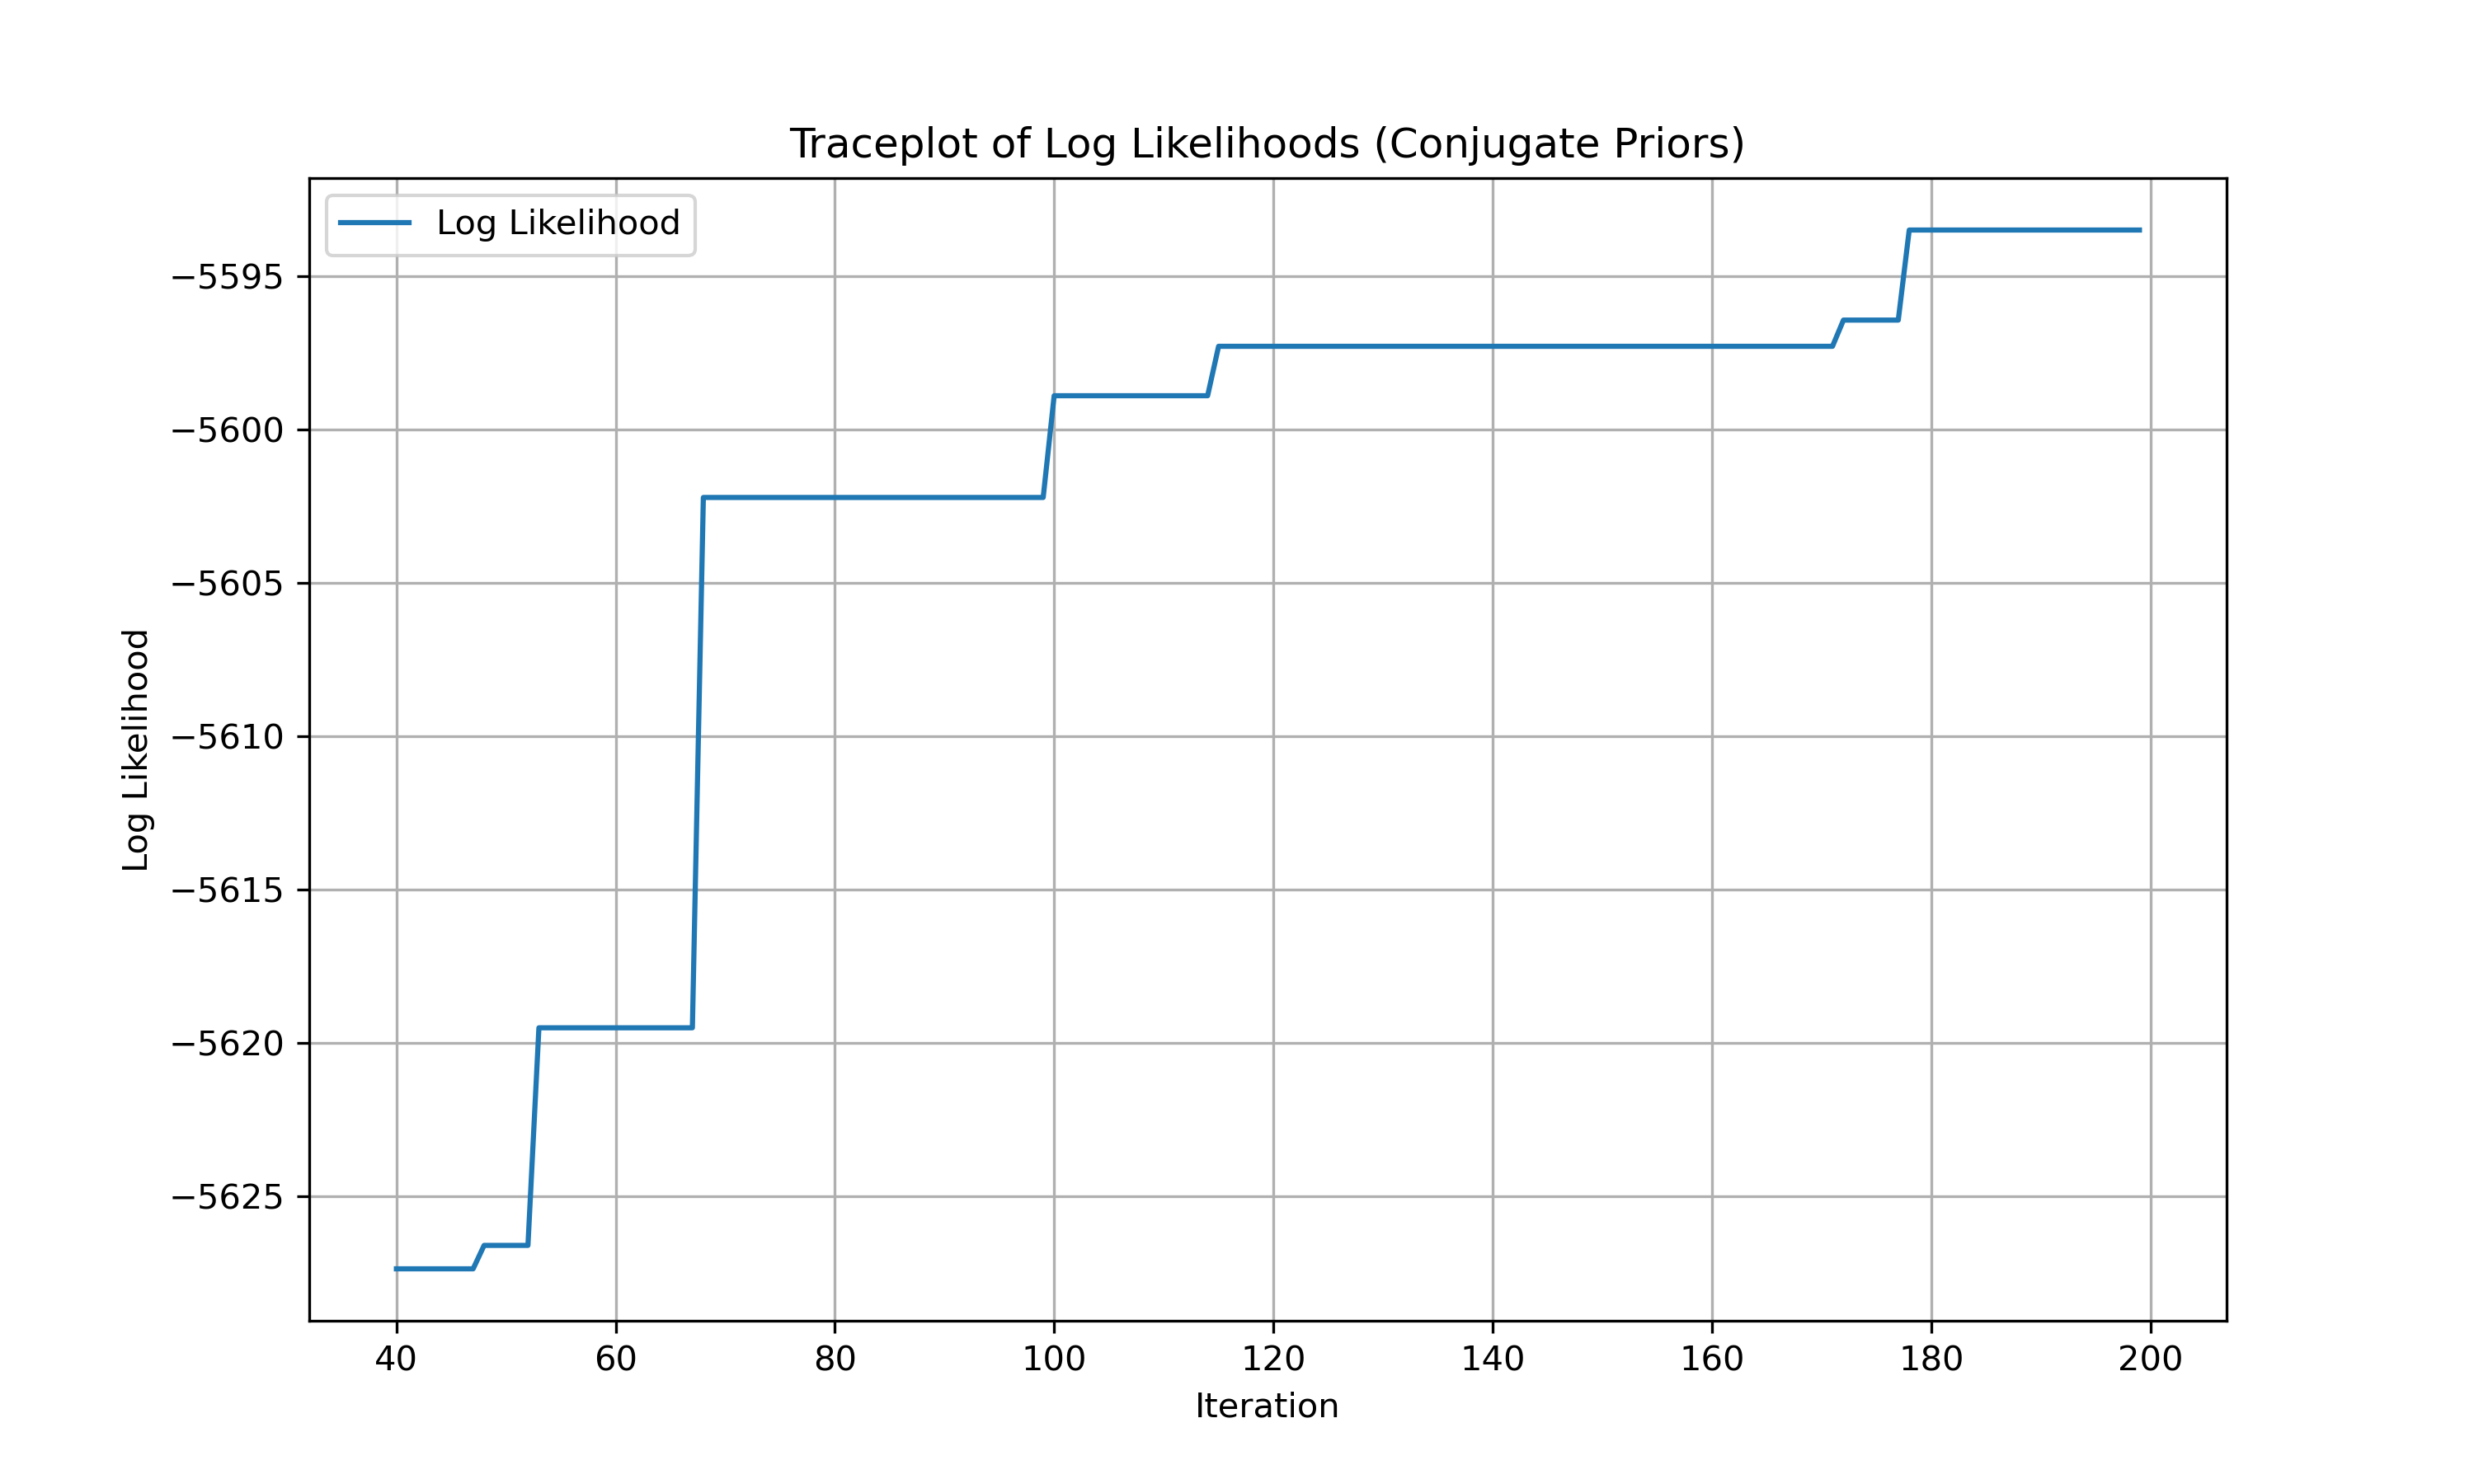 Traceplot of Log Likelihoods (Conjugate Priors)
Log Likelihood
−5595
−5600
−5605
−5610
−5615
−5620
−5625
Log Likelihood
40 60 80 100 120 140 160 180 200
Iteration